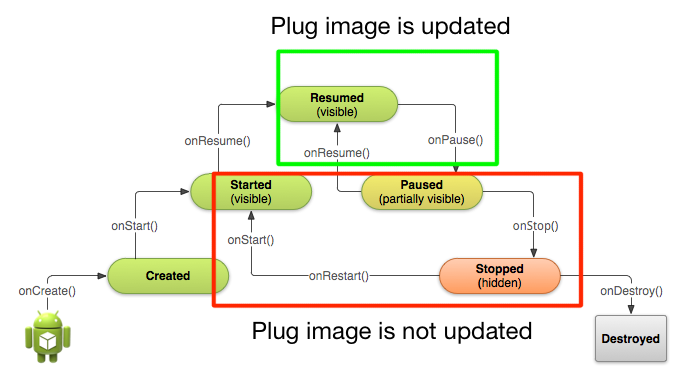 Plug image is updated
Resumed
(visible)
onResume()
onResume()
onPause()
Started
(visible)
Paused
(partially visible)
onStart()
onStart()
onStop()
Created
onRestart()
Stopped
(hidden)
onCreate()
onDestroy()
Plug image is not updated
Destroyed